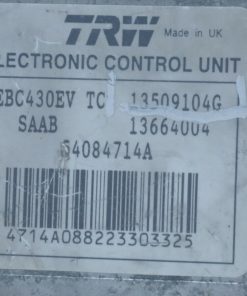 TRW Made in UK
ELECTRONIC CONTROL UNIT
EBC430EV TC 13509104G
SAAB 13664004
54084714A
4714A088223303325